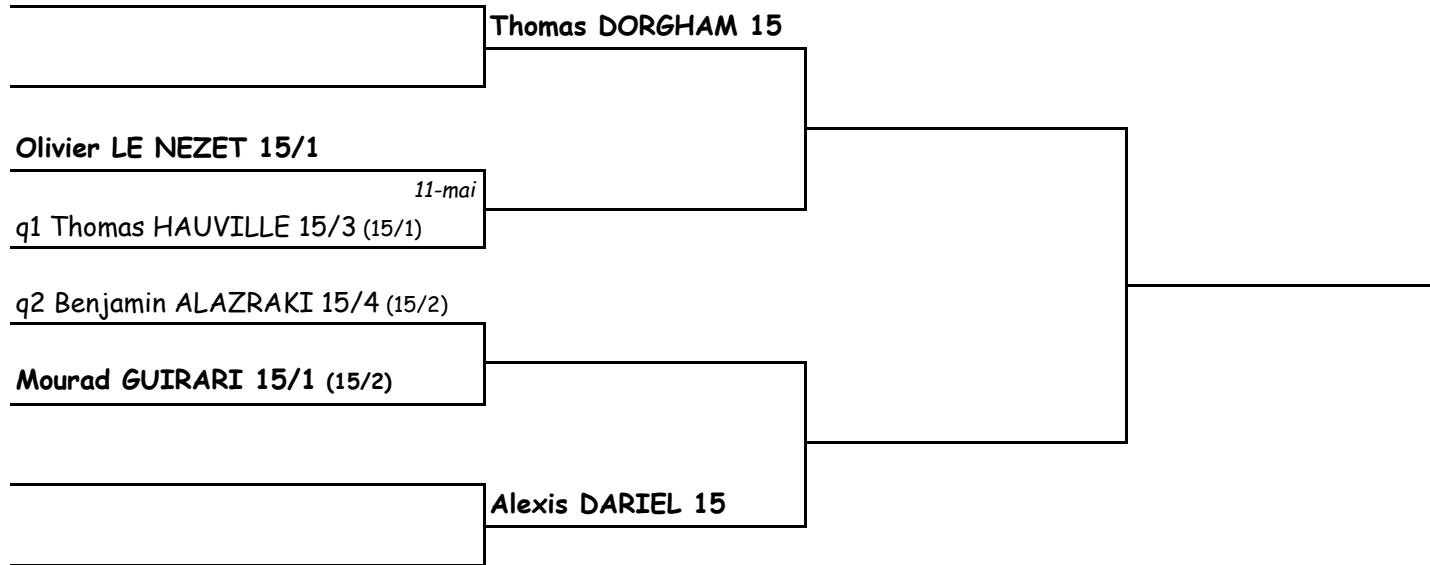 Thomas DORGHAM 15
Olivier LE NEZET 15/1
11-mai
q1 Thomas HAUVILLE 15/3 (15/1)
q2 Benjamin ALAZRAKI 15/4 (15/2)
Mourad GUIRARI 15/1 (15/2)
Alexis DARIEL 15